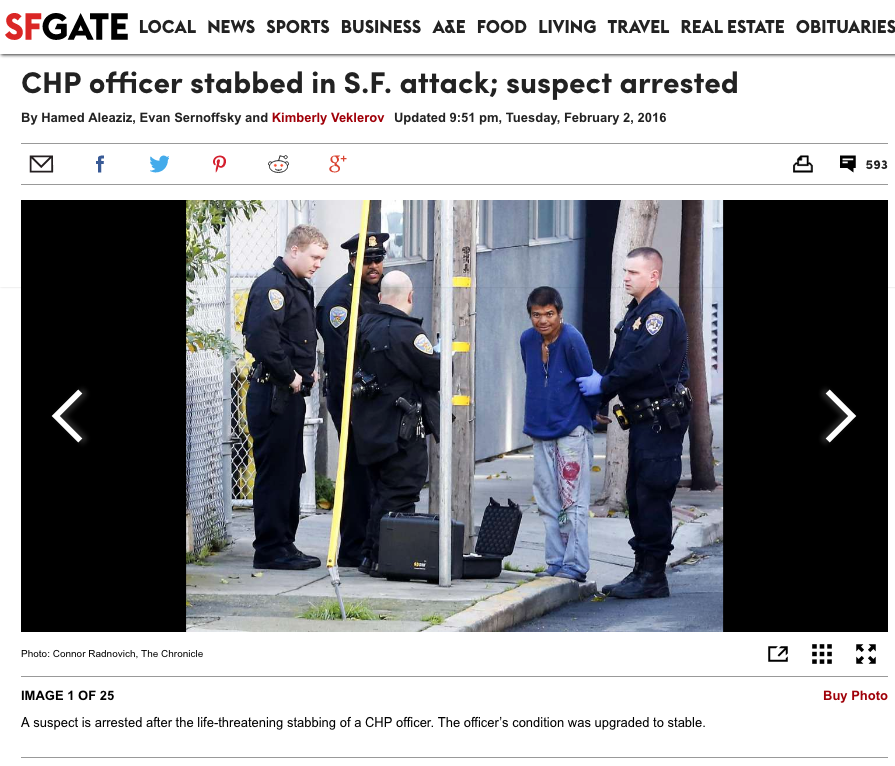 SFGATE LOCAL NEWS SPORTS BUSINESS A&E FOOD LIVING TRAVEL REAL ESTATE OBITUARIES
CHP officer stabbed in S.F. attack; suspect arrested
By Hamed Aleaziz, Evan Sernoffsky and Kimberly Veklerov Updated 9:51 pm, Tuesday, February 2, 2016
593
Photo: Connor Radnovich, The Chronicle
IMAGE 1 OF 25 Buy Photo
A suspect is arrested after the life-threatening stabbing of a CHP officer. The officer's condition was upgraded to stable.